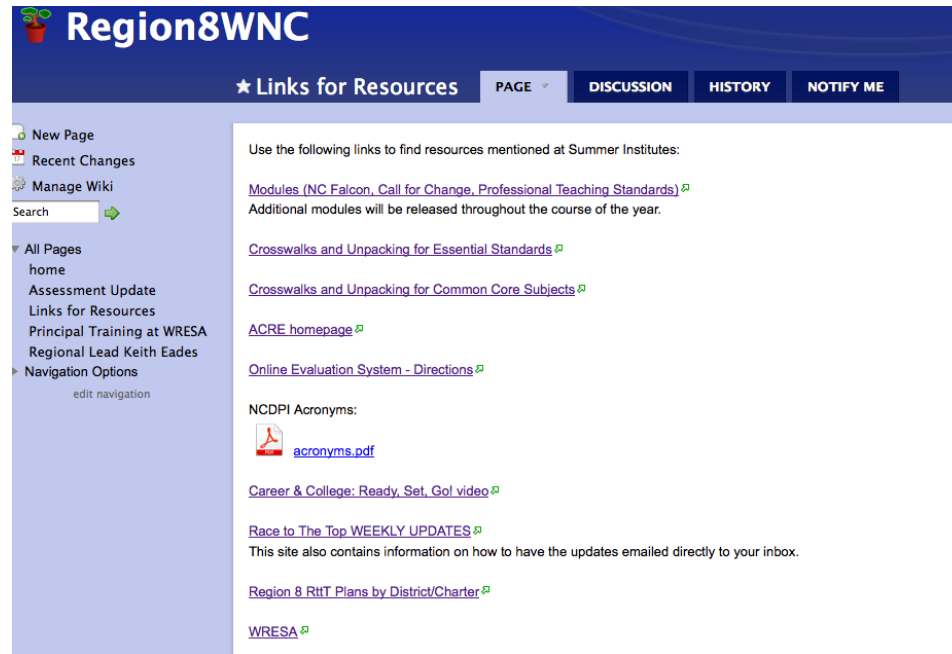 Region8WNC
★ Links for Resources
PAGE
DISCUSSION
HISTORY
NOTIFY ME
New Page
17
Recent Changes
Manage Wiki
Search
All Pages
home
Assessment Update
Links for Resources
Principal Training at WRESA
Regional Lead Keith Eades
Navigation Options
edit navigation
Use the following links to find resources mentioned at Summer Institutes:
Modules (NC Falcon, Call for Change, Professional Teaching Standards)
Additional modules will be released throughout the course of the year.
Crosswalks and Unpacking for Essential Standards
Crosswalks and Unpacking for Common Core Subjects
ACRE homepage
Online Evaluation System - Directions
NCDPI Acronyms:
PDF
acronyms.pdf
Career & College: Ready, Set, Go! video
Race to The Top WEEKLY UPDATES
This site also contains information on how to have the updates emailed directly to your inbox.
Region 8 RttT Plans by District/Charter
WRESA